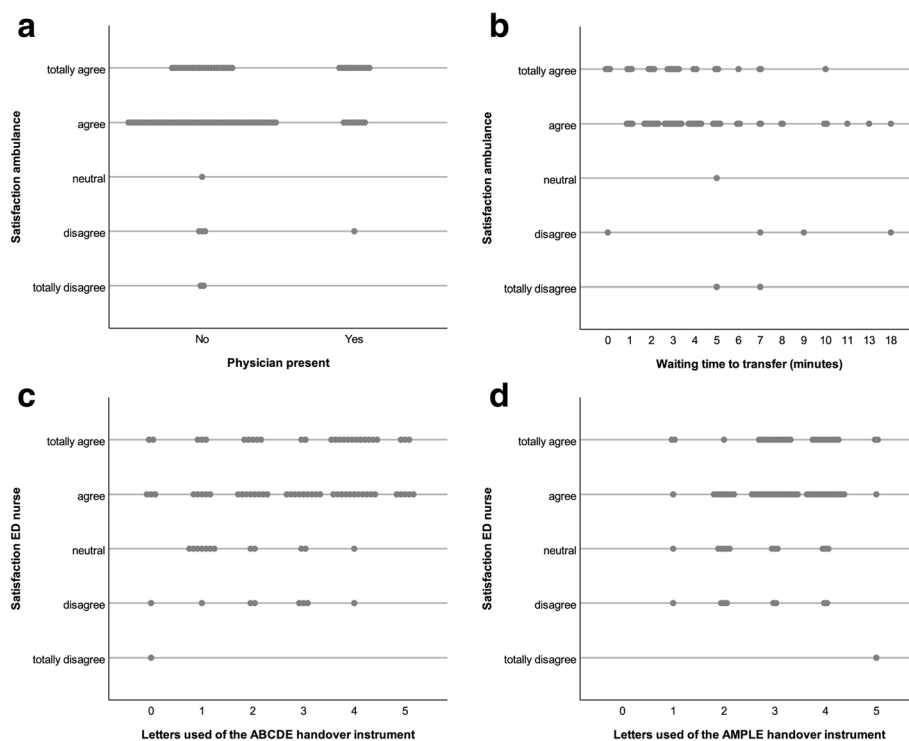 a
Satisfaction ambulance
totally agree
agree
neutral
disagree
totally disagree
No Yes
Physician present
b
Satisfaction ambulance
totally agree
agree
neutral
disagree
totally disagree
0 1 2 3 4 5 6 7 8 9 10 11 13 18
Waiting time to transfer (minutes)
c
Satisfaction ED nurse
totally agree
agree
neutral
disagree
totally disagree
0 1 2 3 4 5
Letters used of the ABCDE handover instrument
d
Satisfaction ED nurse
totally agree
agree
neutral
disagree
totally disagree
0 1 2 3 4 5
Letters used of the AMPLE handover instrument